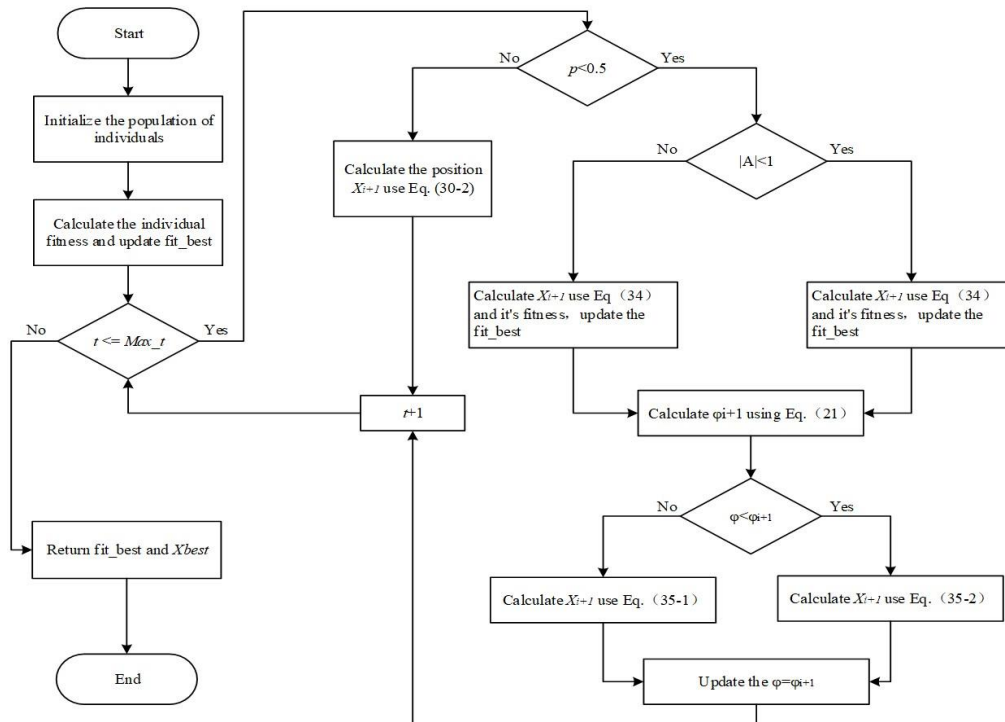 Start
Initialize the population of
individuals
Calculate the individual
fitness and update fit_best
No
t <= Max_t
Yes
Return fit_best and Xbest
End
No
p<0.5
Yes
Calculate the position
Xi+1 use Eq. (30-2)
t+1
No
|A|<1
Yes
Calculate Xi+1 use Eq（34）
and it's fitness，update the
fit_best
Calculate Xi+1 use Eq（34）
and it's fitness，update the
fit_best
Calculate φi+1 using Eq.（21）
No
φ<φi+1
Yes
Calculate Xi+1 use Eq.（35-1）
Calculate Xi+1 use Eq.（35-2）
Update the φ=φi+1